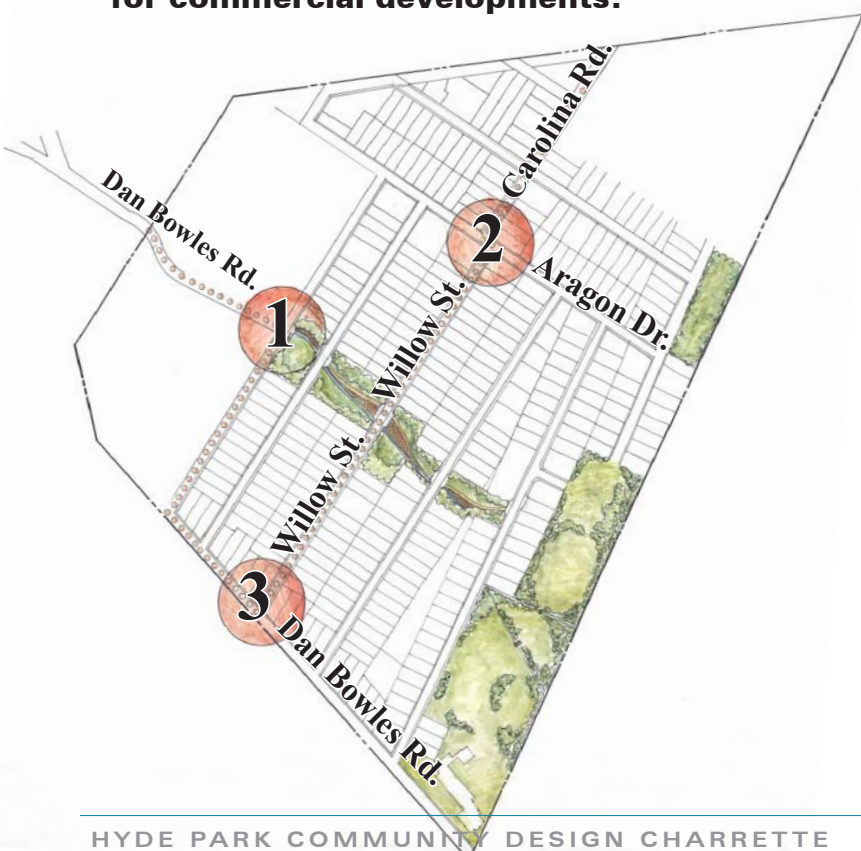 for commercial developments.
Carolina Rd.
Dan Bowles Rd.
2
Aragon Dr.
1
Willow St.
Willow St.
3
Dan Bowles Rd.
HYDE PARK COMMUNITY DESIGN CHARRETTE